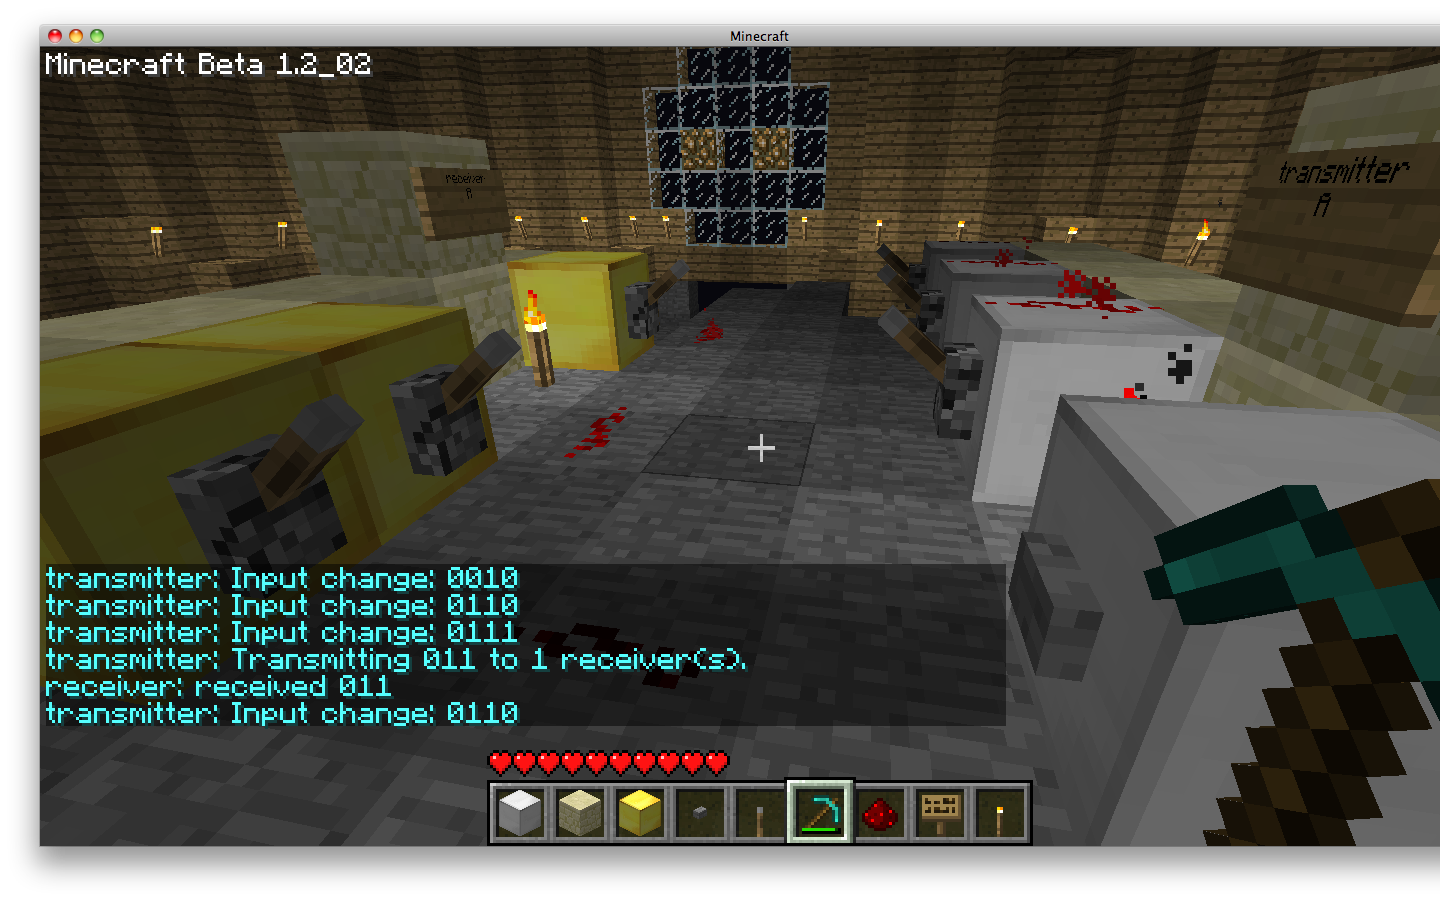 Minecraft
Minecraft Beta 1.2_02
receiver
A
transmitter
A
transmitter: Input change: 0010
transmitter: Input change: 0110
transmitter: Input change: 0111
transmitter: Transmitting 011 to 1 receiver(s).
receiver: received 011
transmitter: Input change: 0110